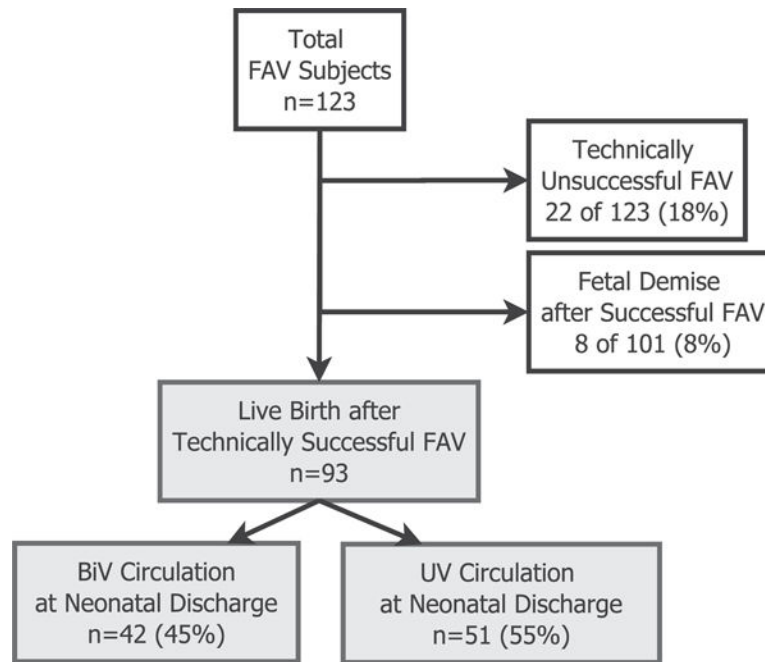 Total
FAV Subjects
n=123
Technically
Unsuccessful FAV
22 of 123 (18%)
Fetal Demise
after Successful FAV
8 of 101 (8%)
Live Birth after
Technically Successful FAV
n=93
BiV Circulation
at Neonatal Discharge
n=42 (45%)
UV Circulation
at Neonatal Discharge
n=51 (55%)